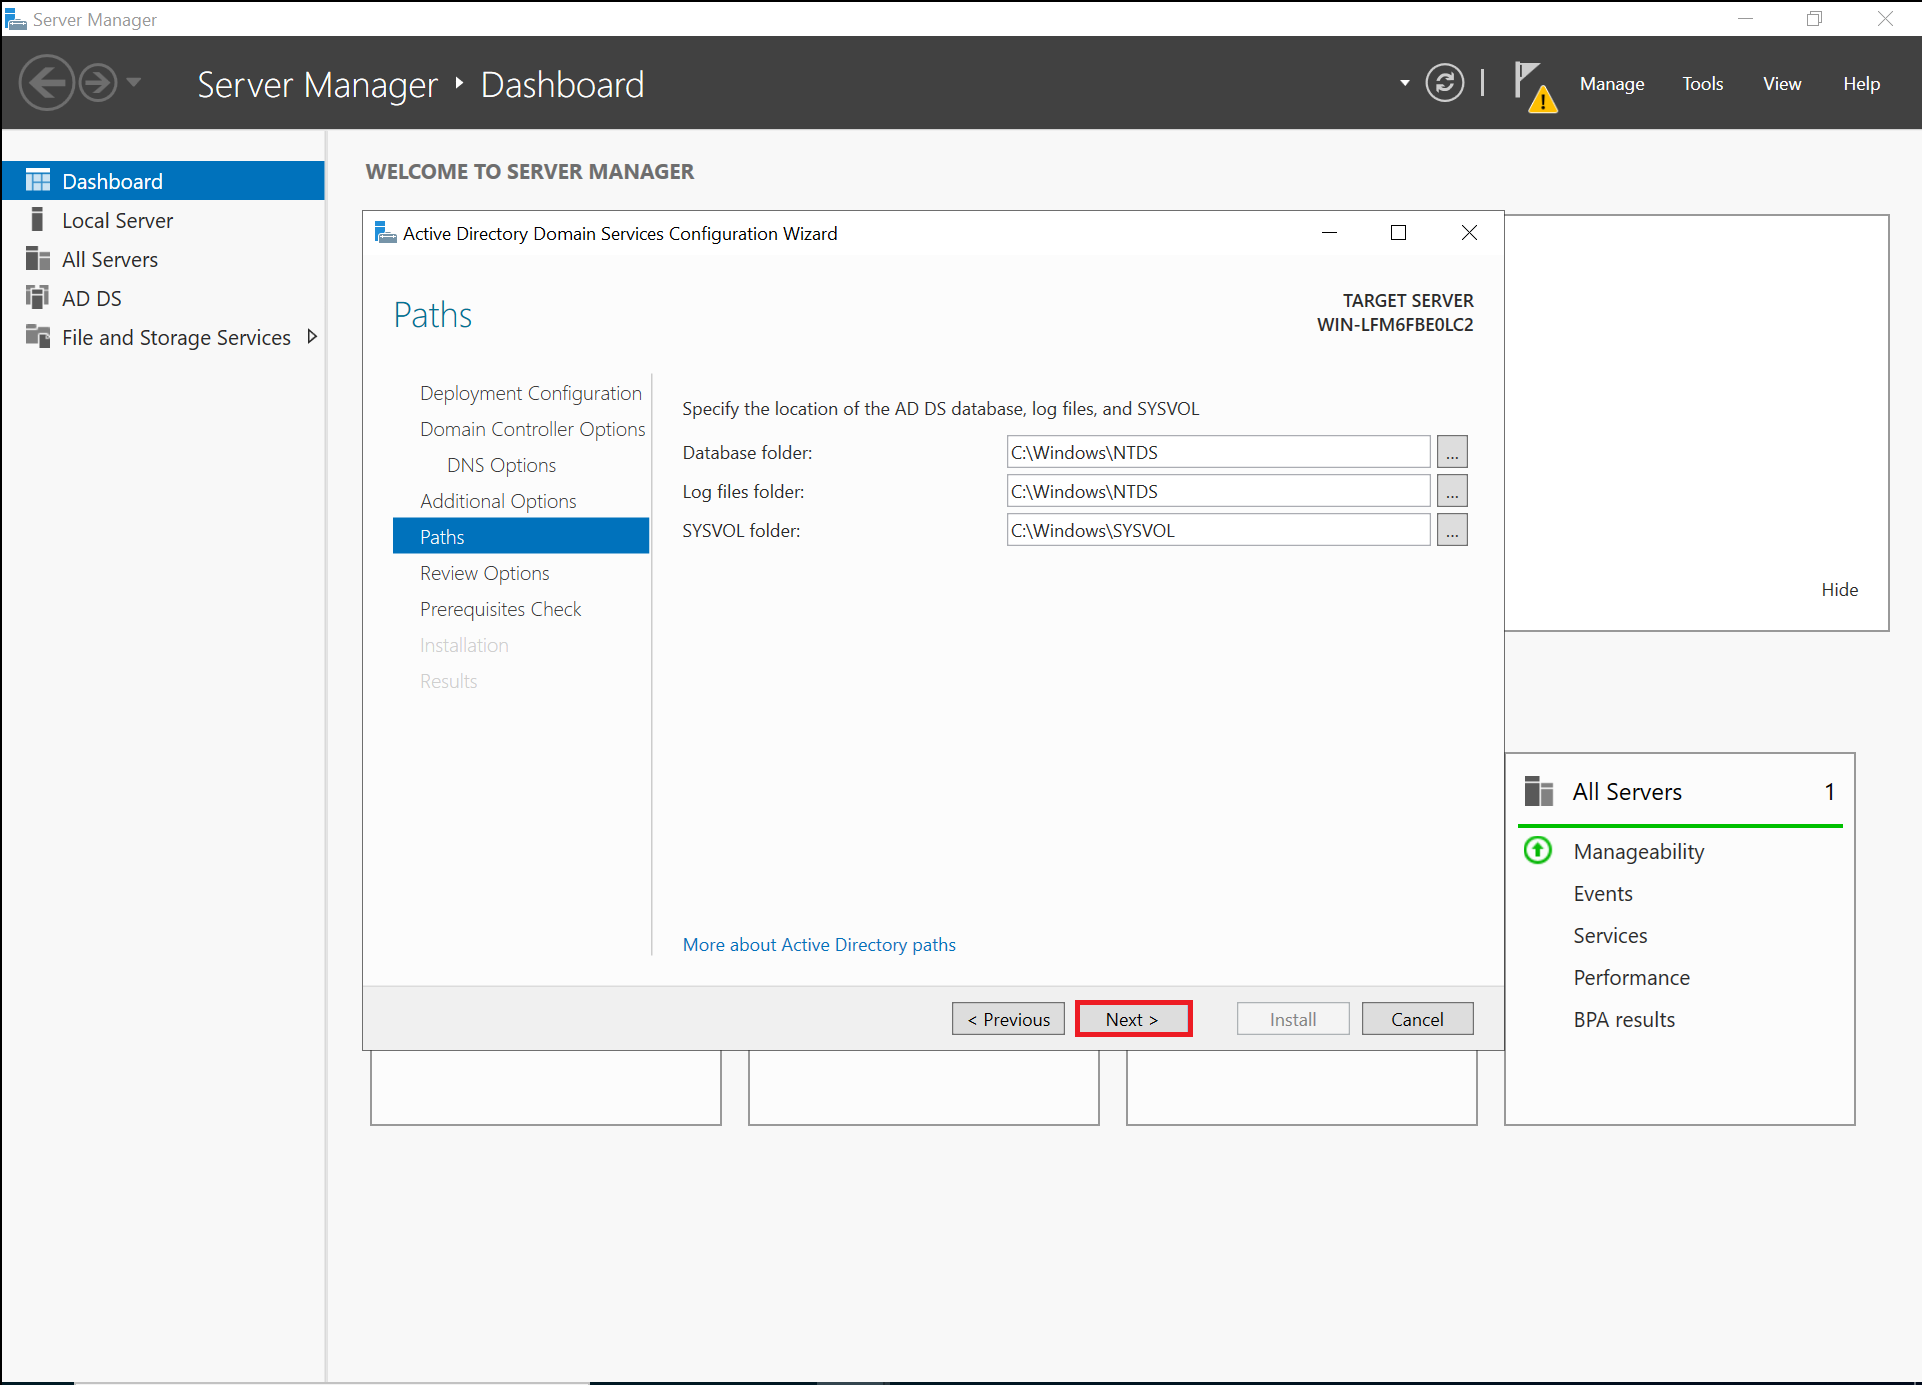 Server Manager
Server Manager ‣ Dashboard
Manage Tools View Help
Dashboard
Local Server
All Servers
AD DS
File and Storage Services
WELCOME TO SERVER MANAGER
Active Directory Domain Services Configuration Wizard
Paths
TARGET SERVER
WIN-LFM6FBE0LC2
Deployment Configuration
Domain Controller Options
DNS Options
Additional Options
Paths
Review Options
Prerequisites Check
Installation
Results
Specify the location of the AD DS database, log files, and SYSVOL
Database folder: C:\Windows\NTDS ...
Log files folder: C:\Windows\NTDS ...
SYSVOL folder: C:\Windows\SYSVOL ...
More about Active Directory paths
< Previous Next > Install Cancel
Hide
All Servers 1
Manageability
Events
Services
Performance
BPA results